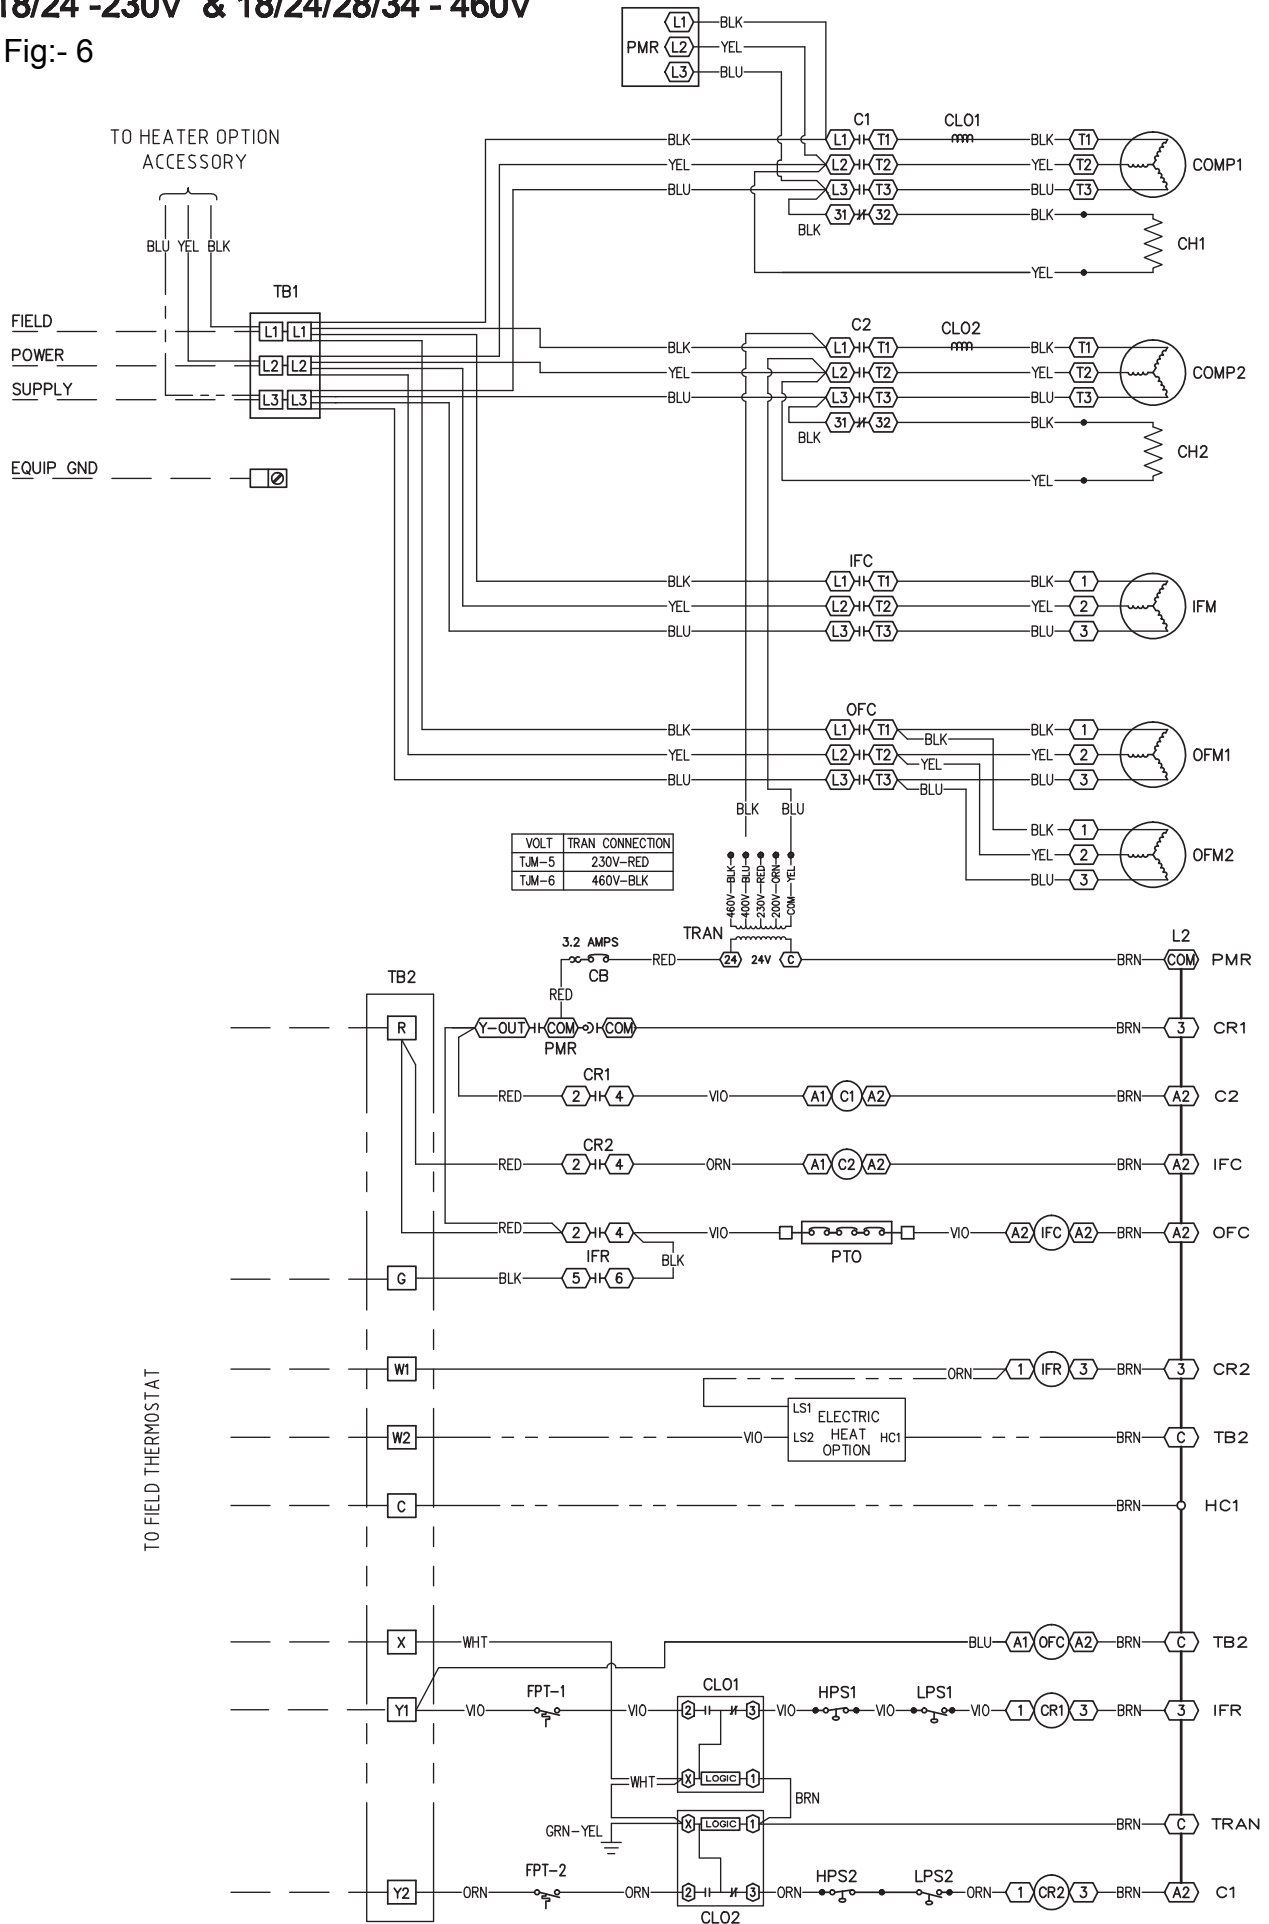 18/24 -230V & 18/24/28/34 - 460V
Fig:- 6
PMR L1 BLK
L2 YEL
L3 BLU
TO HEATER OPTION
ACCESSORY
BLU YEL BLK
C1 CLO1
BLK L1 T1 BLK T1
YEL L2 T2 YEL T2 COMP1
BLU L3 T3 BLU T3
BLK 31 32 BLK
CH1
YEL
TB1
FIELD L1 L1
POWER L2 L2
SUPPLY L3 L3
EQUIP GND
C2 CLO2
BLK L1 T1 BLK T1
YEL L2 T2 YEL T2 COMP2
BLU L3 T3 BLU T3
BLK 31 32 BLK
CH2
YEL
IFC
BLK L1 T1 BLK 1
YEL L2 T2 YEL 2 IFM
BLU L3 T3 BLU 3
OFC
BLK L1 T1 BLK BLK 1
YEL L2 T2 YEL YEL 2 OFM1
BLU L3 T3 BLU BLU 3
BLK BLU
BLK 1
YEL 2 OFM2
BLU 3
VOLT TRAN CONNECTION
TJM-5 230V-RED
TJM-6 460V-BLK
460V-BLK
400V-BLU
230V-RED
200V-ORN
COM-YEL
TRAN
3.2 AMPS
CB
RED 24 24V C BRN COM L2 PMR
RED
TB2
R Y-OUT COM COM BRN 3 CR1
PMR
CR1
RED 2 4 VIO A1 C1 A2 BRN A2 C2
CR2
RED 2 4 ORN A1 C2 A2 BRN A2 IFC
RED 2 4 VIO PTO VIO A2 IFC A2 BRN A2 OFC
IFR BLK
G BLK 5 6
W1 ORN 1 IFR 3 BRN 3 CR2
LS1 ELECTRIC
W2 VIO LS2 HEAT HC1 BRN C TB2
OPTION
C BRN HC1
TO FIELD THERMOSTAT
X WHT BLU A1 OFC A2 BRN C TB2
FPT-1 CLO1 HPS1 LPS1
Y1 VIO VIO 2 3 VIO VIO VIO 1 CR1 3 BRN 3 IFR
WHT X LOGIC 1
BRN
GRN-YEL X LOGIC 1 BRN C TRAN
FPT-2 HPS2 LPS2
Y2 ORN ORN 2 3 ORN ORN 1 CR2 3 BRN A2 C1
CLO2